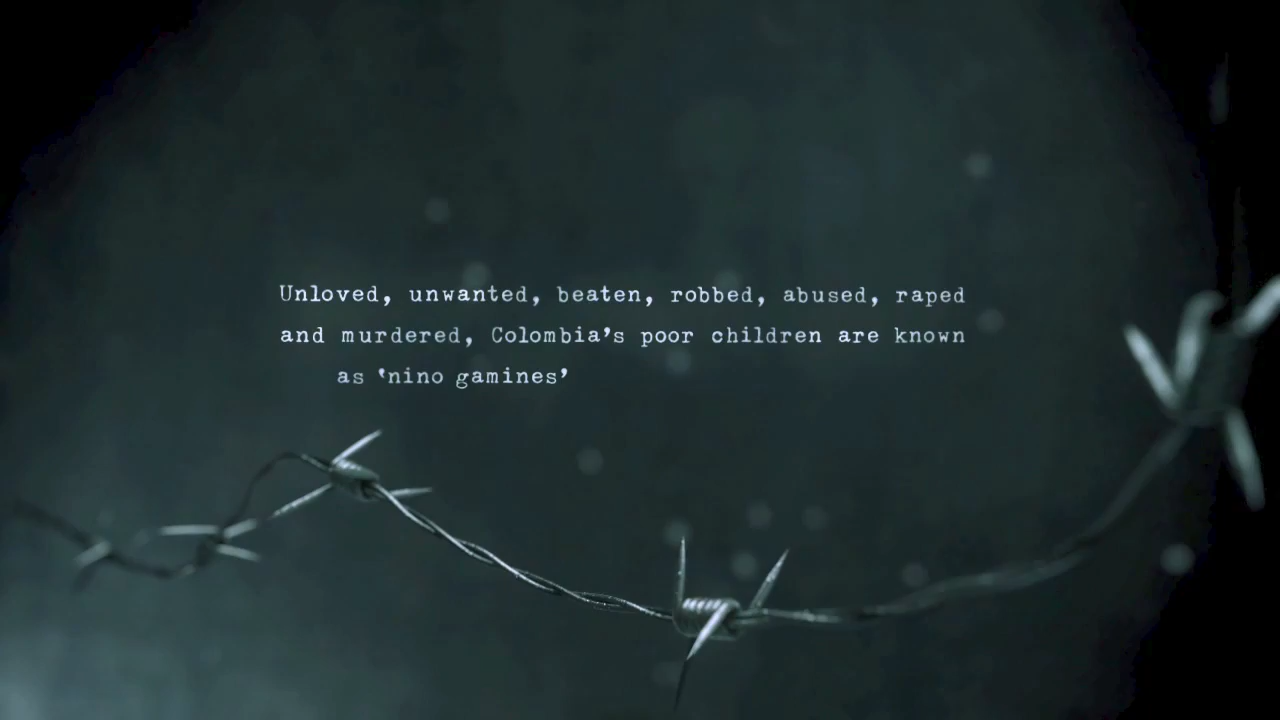 Unloved, unwanted, beaten, robbed, abused, raped
and murdered, Colombia’s poor children are known
as ‘nino gamines’